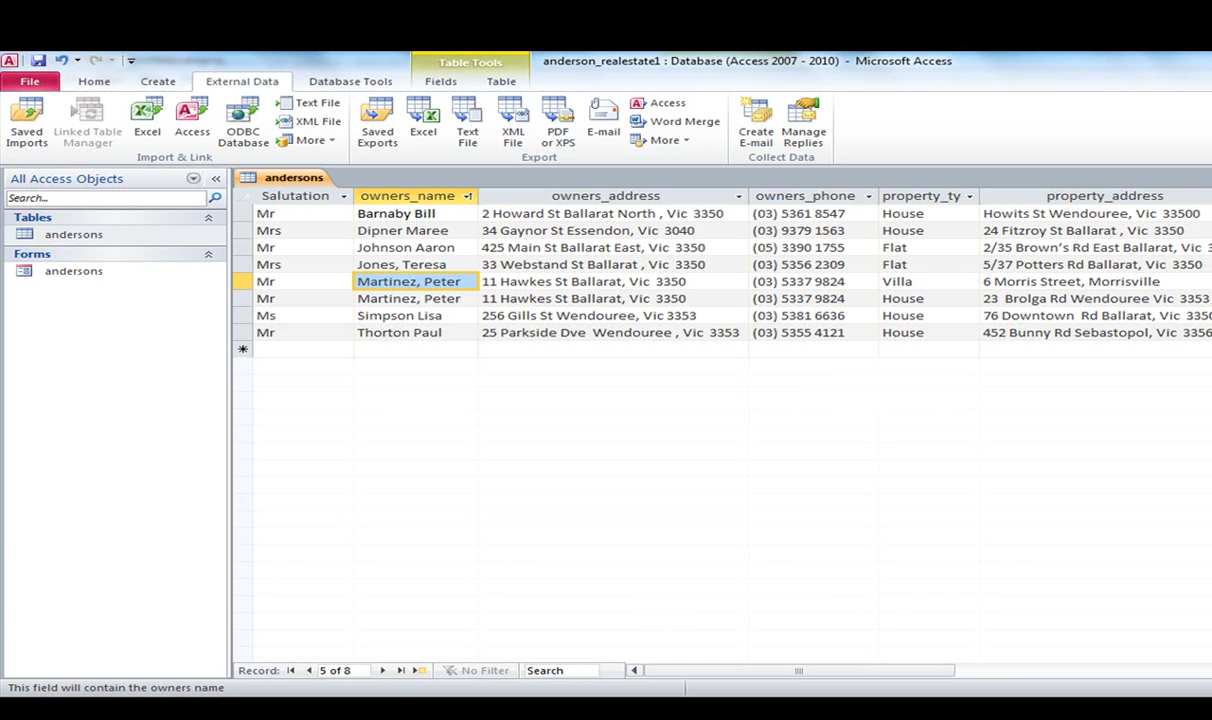 anderson_realestate1 : Database (Access 2007 - 2010) - Microsoft Access
Table Tools
File Home Create External Data Database Tools Fields Table
Saved Imports
Linked Table Manager
Excel
Access
ODBC Database
Text File
XML File
More
Import & Link
Saved Exports
Excel
Text File
XML File
PDF or XPS
E-mail
Access
Word Merge
More
Export
Create E-mail
Manage Replies
Collect Data
All Access Objects
Search...
Tables
andersons
Forms
andersons
andersons
Salutation owners_name owners_address owners_phone property_ty property_address
Mr Barnaby Bill 2 Howard St Ballarat North , Vic 3350 (03) 5361 8547 House Howits St Wendouree, Vic 33500
Mrs Dipner Maree 34 Gaynor St Essendon, Vic 3040 (03) 9379 1563 House 24 Fitzroy St Ballarat , Vic 3350
Mr Johnson Aaron 425 Main St Ballarat East, Vic 3350 (05) 3390 1755 Flat 2/35 Brown's Rd East Ballarat, Vic
Mrs Jones, Teresa 33 Webstand St Ballarat , Vic 3350 (03) 5356 2309 Flat 5/37 Potters Rd Ballarat, Vic 3350
Mr Martinez, Peter 11 Hawkes St Ballarat, Vic 3350 (03) 5337 9824 Villa 6 Morris Street, Morrisville
Mr Martinez, Peter 11 Hawkes St Ballarat, Vic 3350 (03) 5337 9824 House 23 Brolga Rd Wendouree Vic 3353
Ms Simpson Lisa 256 Gills St Wendouree, Vic 3353 (03) 5381 6636 House 76 Downtown Rd Ballarat, Vic 3350
Mr Thorton Paul 25 Parkside Dve Wendouree , Vic 3353 (03) 5355 4121 House 452 Bunny Rd Sebastopol, Vic 3356
Record: 5 of 8 No Filter Search
This field will contain the owners name